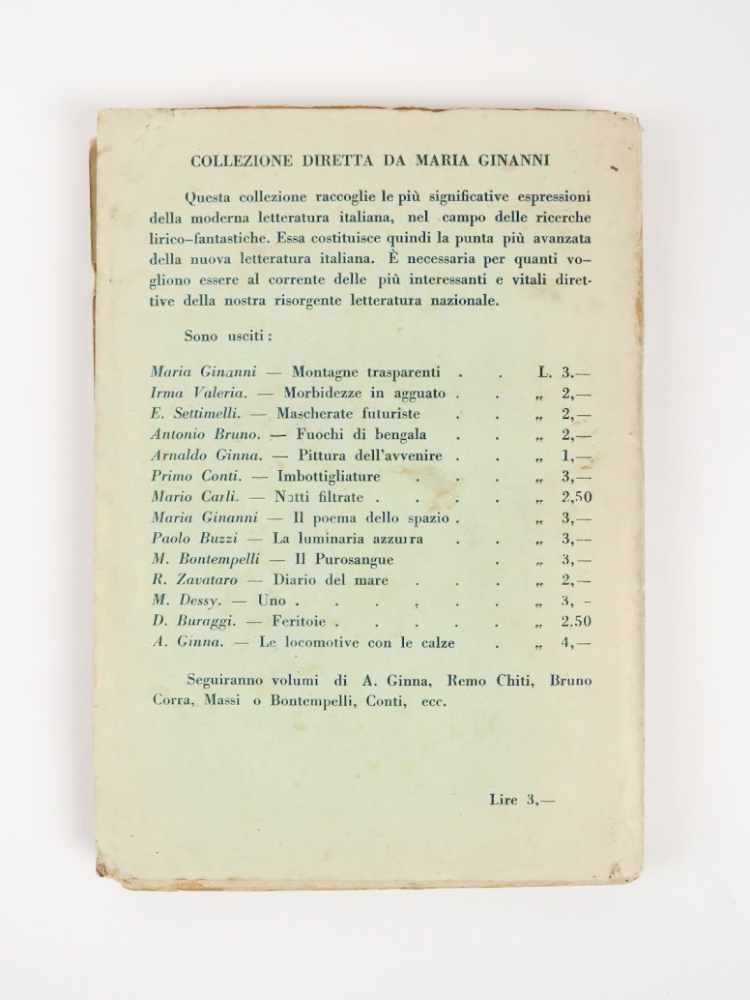 COLLEZIONE DIRETTA DA MARIA GINANNI
Questa collezione raccoglie le più significative espressioni
della moderna letteratura italiana, nel campo delle ricerche
lirico-fantastiche. Essa costituisce quindi la punta più avanzata
della nuova letteratura italiana. È necessaria per quanti vo-
gliono essere al corrente delle più interessanti e vitali diret-
tive della nostra risorgente letteratura nazionale.
Sono usciti:
Maria Ginanni — Montagne trasparenti . . L. 3.—
Irma Valeria. — Morbidezze in agguato . . „ 2,—
E. Settimelli. — Mascherate futuriste . . „ 2,—
Antonio Bruno. — Fuochi di bengala . . „ 2,—
Arnaldo Ginna. — Pittura dell'avvenire . . „ 1,—
Primo Conti. — Imbottigliature . . . „ 3,—
Mario Carli. — Notti filtrate . . . . „ 2,50
Maria Ginanni — Il poema dello spazio . . „ 3,—
Paolo Buzzi — La luminaria azzurra . . „ 3,—
M. Bontempelli — Il Purosangue . „ 3,—
R. Zavataro — Diario del mare . . . „ 2,—
M. Dessy. — Uno . . . . . . „ 3, -
D. Buraggi. — Feritoie . . . . . „ 2.50
A. Ginna. — Le locomotive con le calze . „ 4,—
Seguiranno volumi di A. Ginna, Remo Chiti, Bruno
Corra, Massi o Bontempelli, Conti, ecc.
Lire 3,—